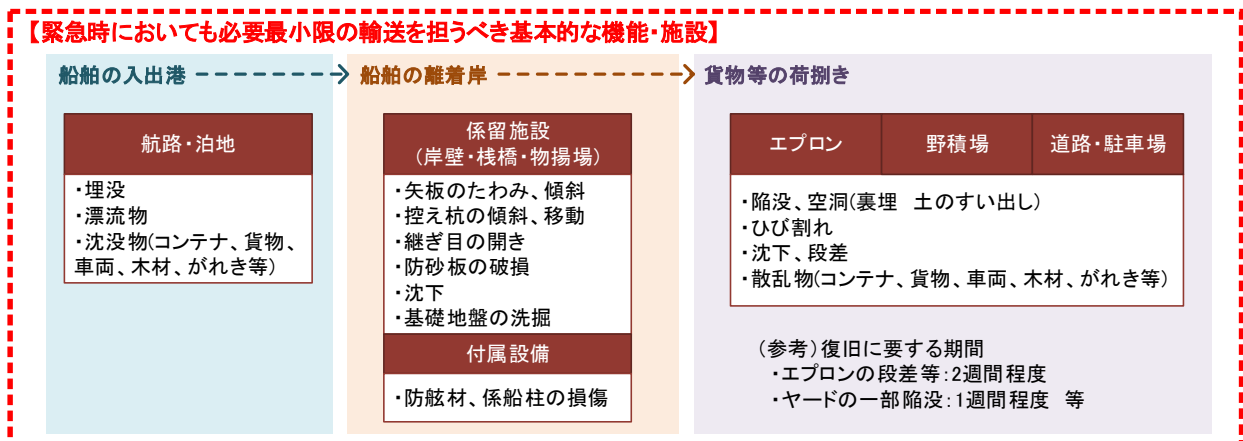 【緊急時においても必要最小限の輸送を担うべき基本的な機能・施設】
船舶の入出港
船舶の離着岸
貨物等の荷捌き
航路・泊地
・埋没
・漂流物
・沈没物(コンテナ、貨物、
車両、木材、がれき等)
係留施設
(岸壁・桟橋・物揚場)
・矢板のたわみ、傾斜
・控え杭の傾斜、移動
・継ぎ目の開き
・防砂板の破損
・沈下
・基礎地盤の洗掘
付属設備
・防舷材、係船柱の損傷
エプロン
野積場
道路・駐車場
・陥没、空洞(裏埋　土のすい出し)
・ひび割れ
・沈下、段差
・散乱物(コンテナ、貨物、車両、木材、がれき等)
(参考)復旧に要する期間
・エプロンの段差等:2週間程度
・ヤードの一部陥没:1週間程度　等